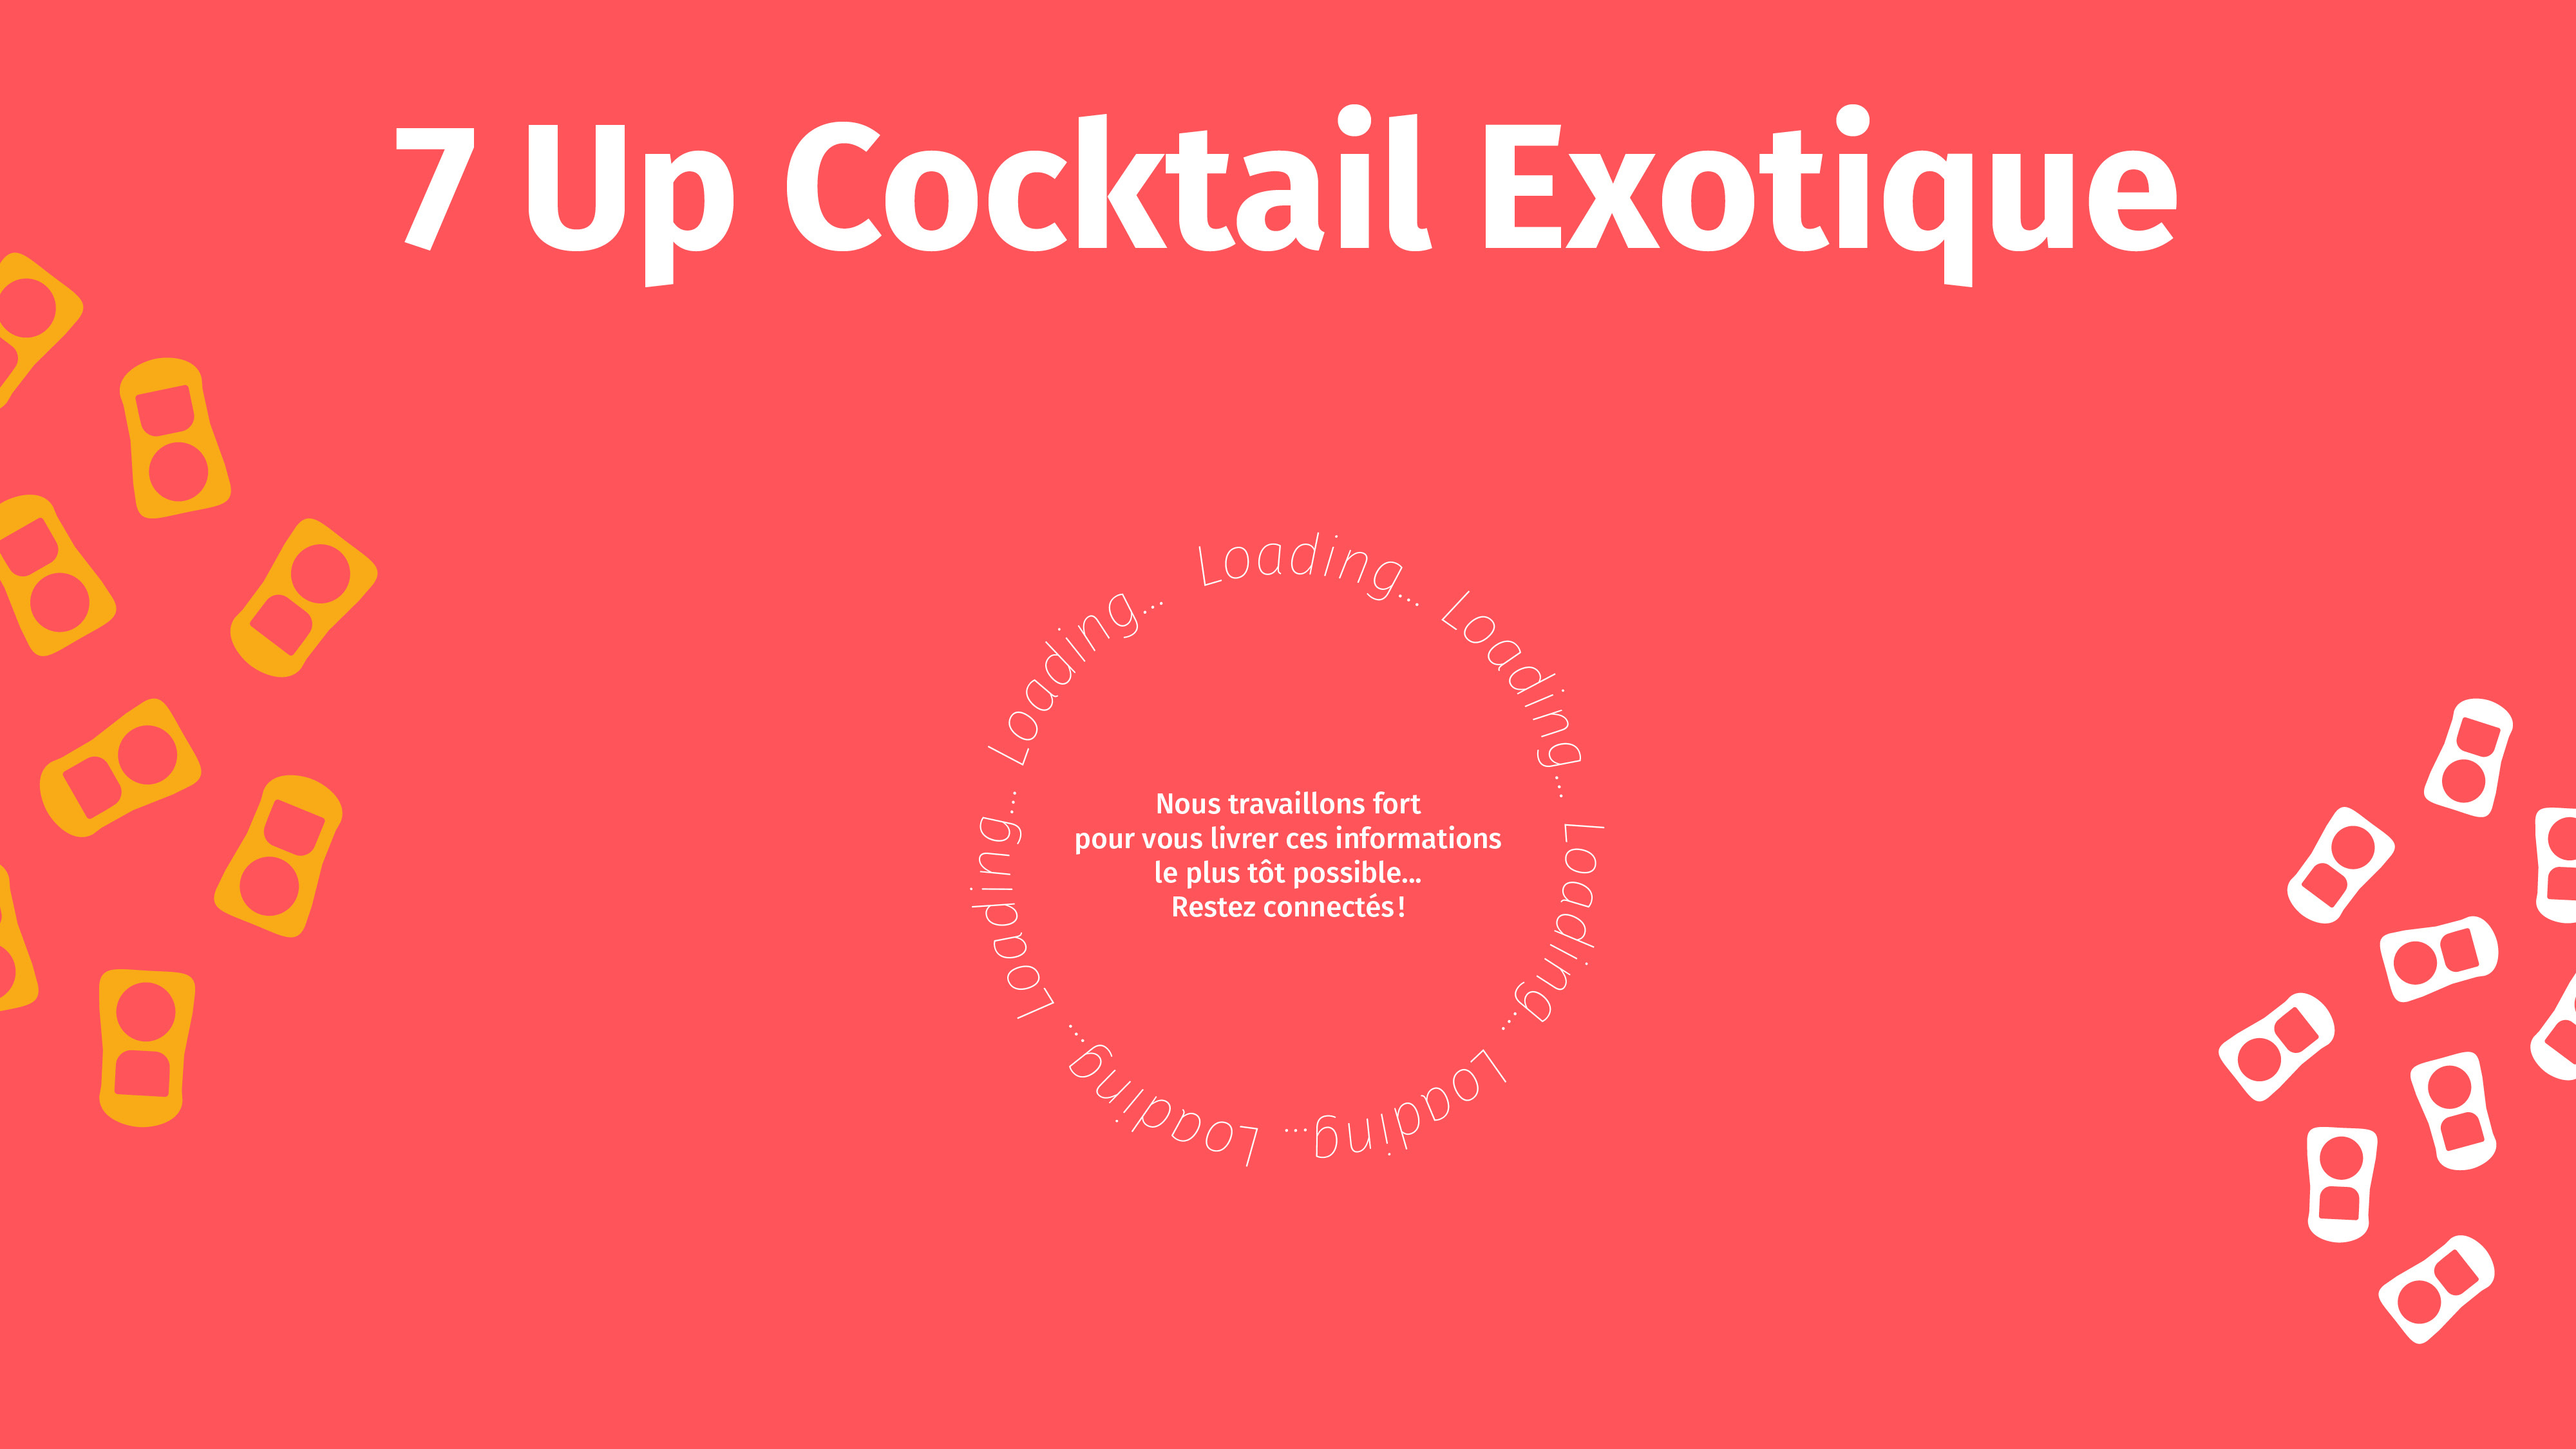 7 Up Cocktail Exotique
Loading... Loading... Loading... Loading... Loading... Loading... Loading...
Nous travaillons fort
pour vous livrer ces informations
le plus tôt possible...
Restez connectés !